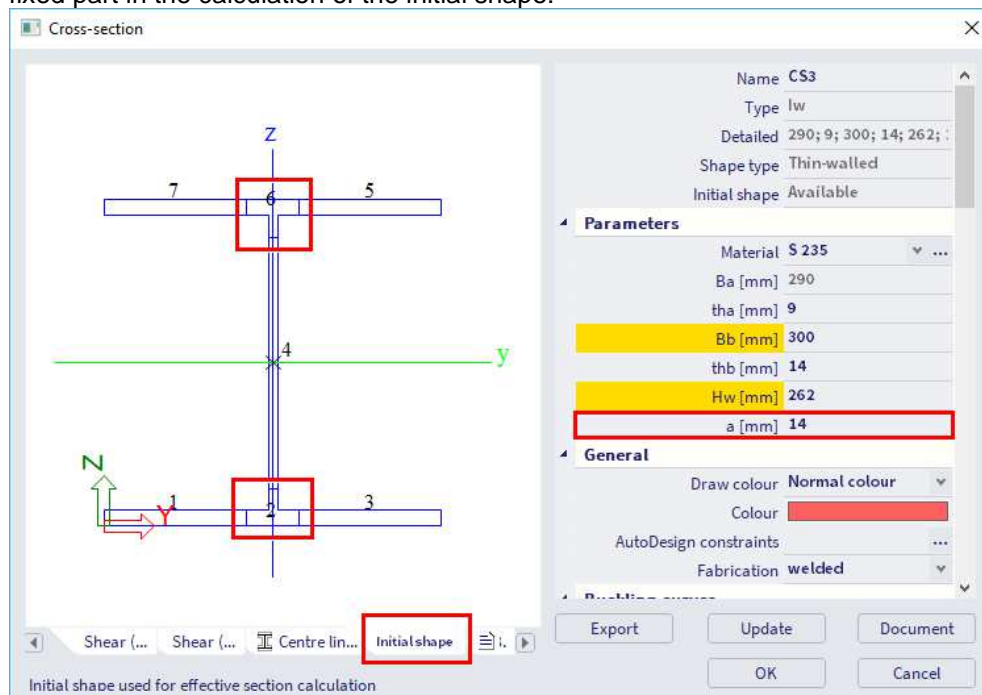 fixed part in the calculation of the initial shape.
Cross-section
Name CS3
Type Iw
Detailed 290; 9; 300; 14; 262;
Shape type Thin-walled
Initial shape Available
Parameters
Material S 235 ...
Ba [mm] 290
tha [mm] 9
Bb [mm] 300
thb [mm] 14
Hw [mm] 262
a [mm] 14
General
Draw colour Normal colour
Colour
AutoDesign constraints ...
Fabrication welded
Buckling curves
z
7 6 5
4 y
N
1 Y 2 3
Shear (... Shear (... Centre lin... Initial shape
Export Update Document
OK Cancel
Initial shape used for effective section calculation